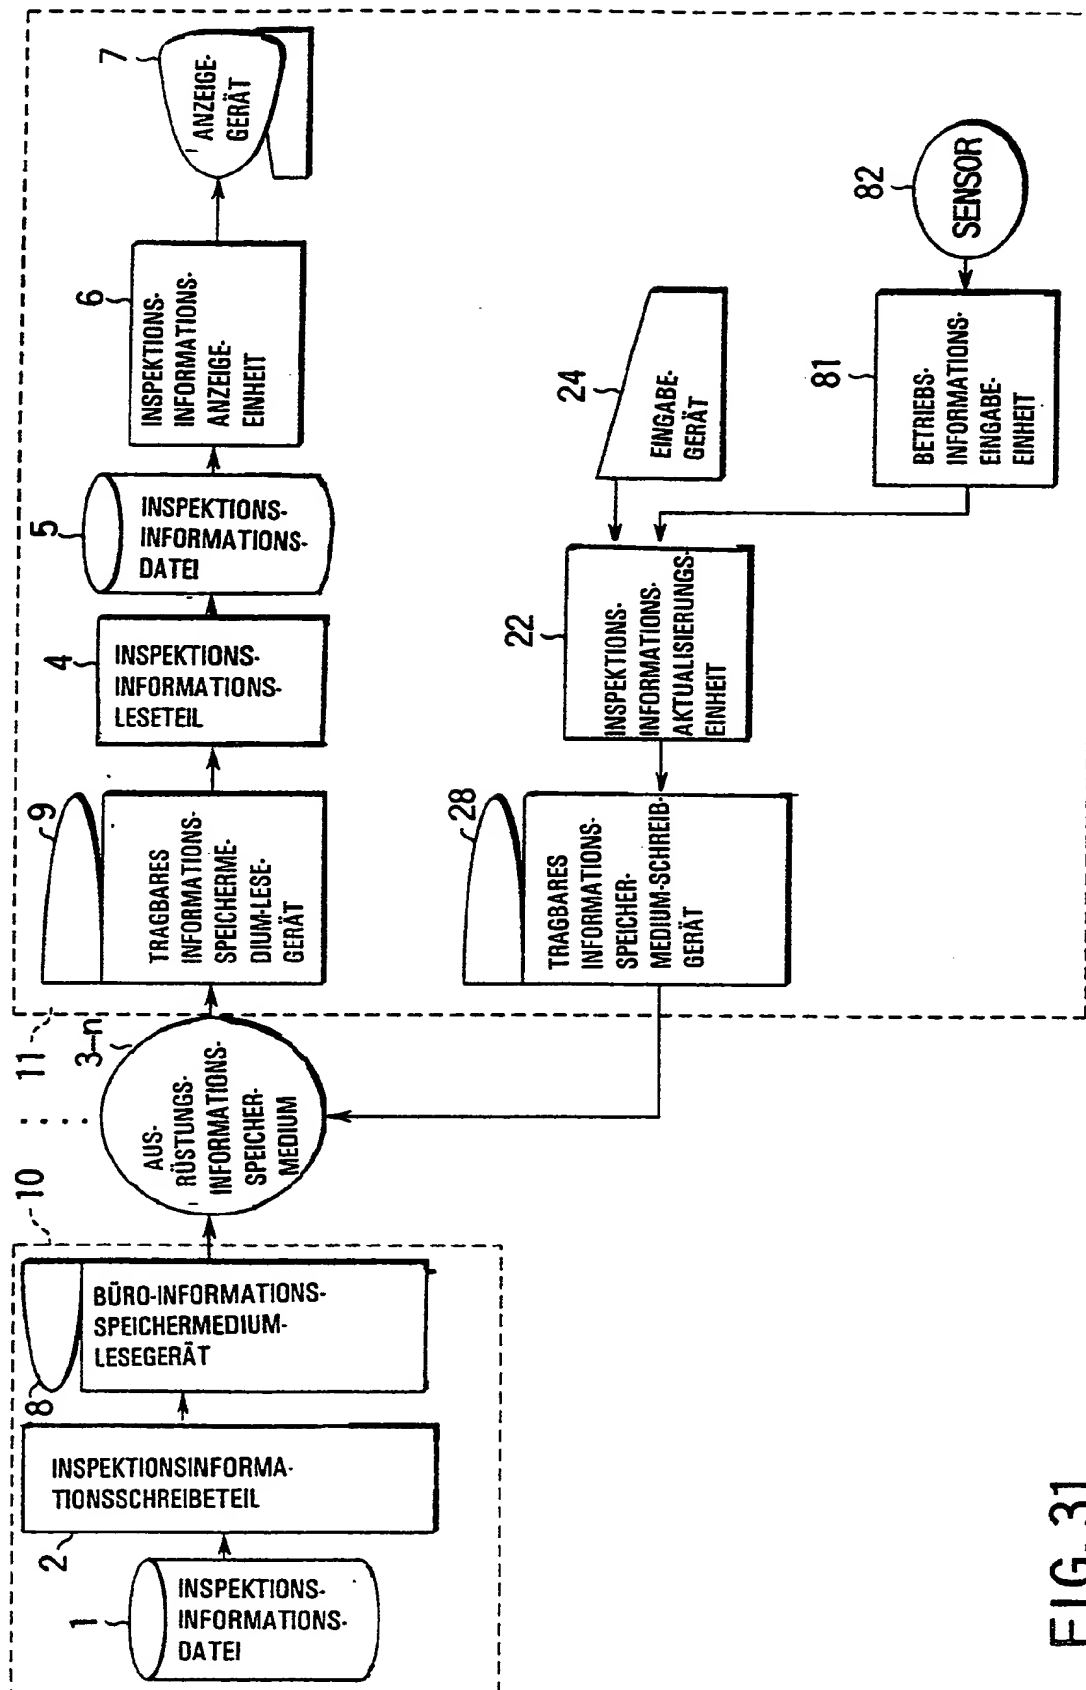 10
1
INSPEKTIONS-
INFORMATIONS-
DATEI
2
INSPEKTIONSINFORMA-
TIONSSCHREIBETEIL
8
BÜRO-INFORMATIONS-
SPEICHERMEDIUM-
LESEGERÄT
. . . .
3-n
AUS-
RÜSTUNGS-
INFORMATIONS-
SPEICHER-
MEDIUM
11
9
TRAGBARES
INFORMATIONS-
SPEICHERME-
DIUM-LESE-
GERÄT
4
INSPEKTIONS-
INFORMATIONS-
LESETEIL
5
INSPEKTIONS-
INFORMATIONS-
DATEI
6
INSPEKTIONS-
INFORMATIONS-
ANZEIGE-
EINHEIT
7
ANZEIGE-
GERÄT
28
TRAGBARES
INFORMATIONS-
SPEICHER-
MEDIUM-SCHREIB-
GERÄT
22
INSPEKTIONS-
INFORMATIONS-
AKTUALISIERUNGS-
EINHEIT
24
EINGABE-
GERÄT
81
BETRIEBS-
INFORMATIONS-
EINGABE-
EINHEIT
82
SENSOR
FIG. 31